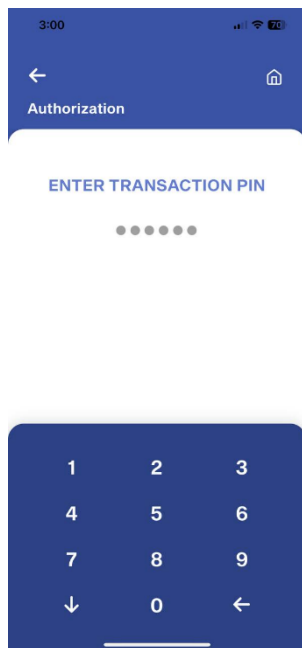 3:00
70
Authorization
ENTER TRANSACTION PIN
1 2 3
4 5 6
7 8 9
0